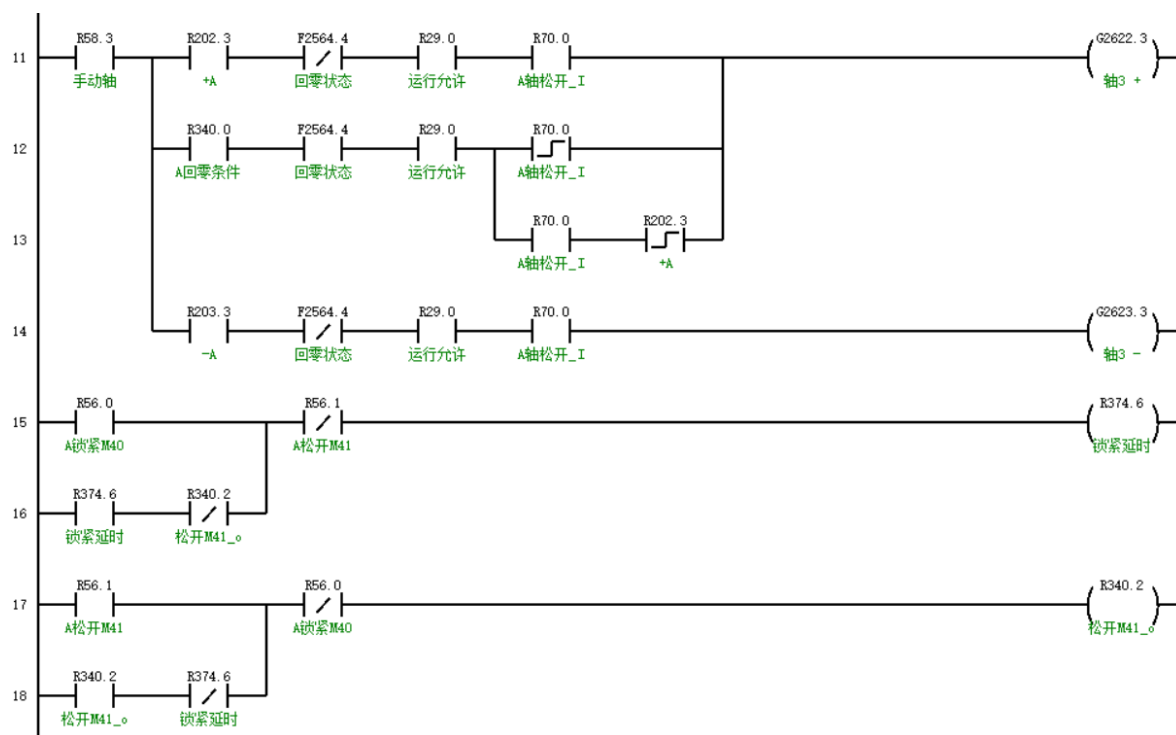 R58.3 R202.3 F2564.4 R29.0 R70.0 G2622.3
11
手动轴 +A 回零状态 运行允许 A轴松开_I 轴3 +
R340.0 F2564.4 R29.0 R70.0
12
A回零条件 回零状态 运行允许 A轴松开_I
R70.0 R202.3
13
A轴松开_I +A
R203.3 F2564.4 R29.0 R70.0 G2623.3
14
-A 回零状态 运行允许 A轴松开_I 轴3 -
R56.0 R56.1 R374.6
15
A锁紧M40 A松开M41 锁紧延时
R374.6 R340.2
16
锁紧延时 松开M41_o
R56.1 R56.0 R340.2
17
A松开M41 A锁紧M40 松开M41_o
R340.2 R374.6
18
松开M41_o 锁紧延时